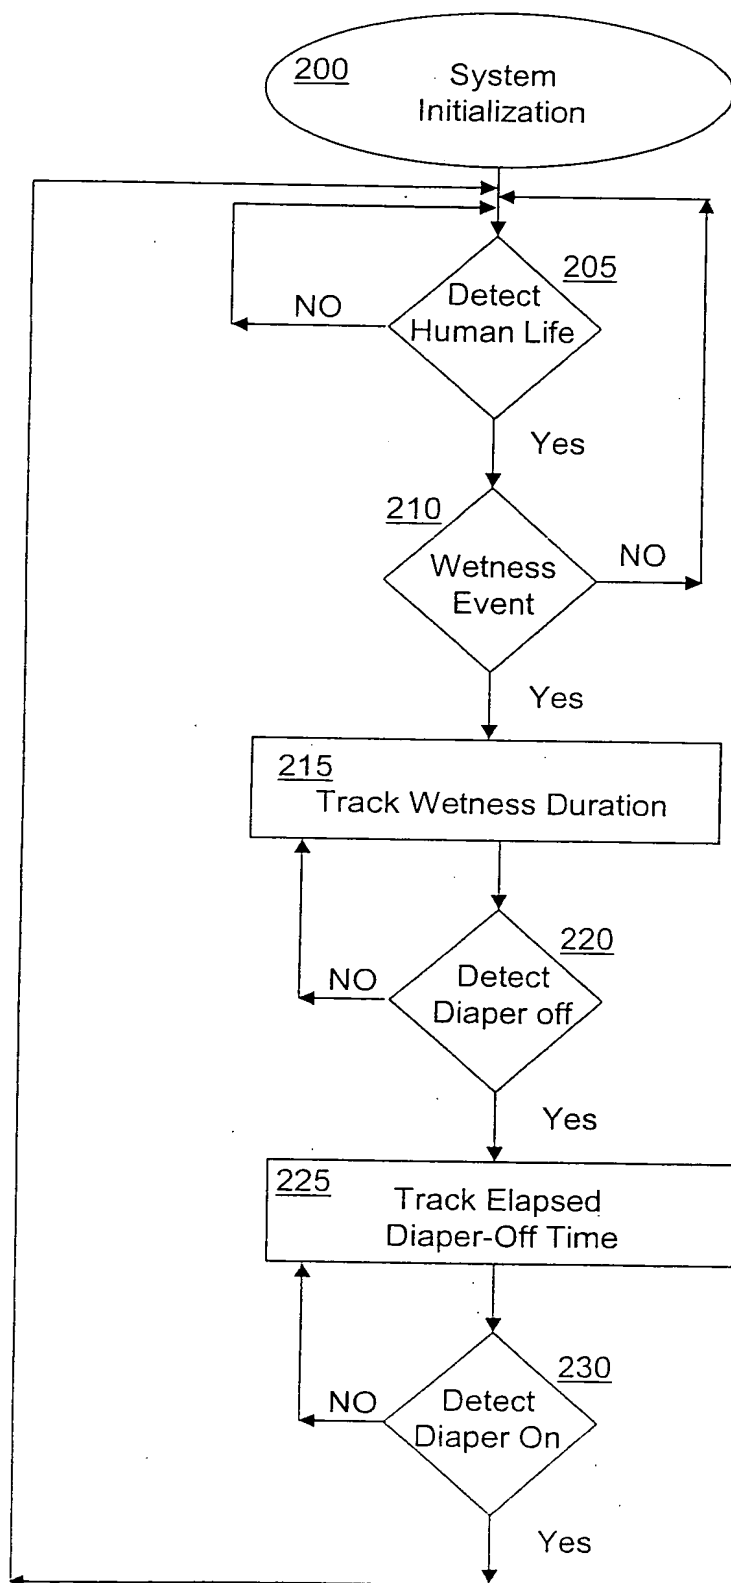 200
System
Initialization
205
Detect
Human Life
NO
Yes
210
Wetness
Event
NO
Yes
215
Track Wetness Duration
220
Detect
Diaper off
NO
Yes
225
Track Elapsed
Diaper-Off Time
230
Detect
Diaper On
NO
Yes